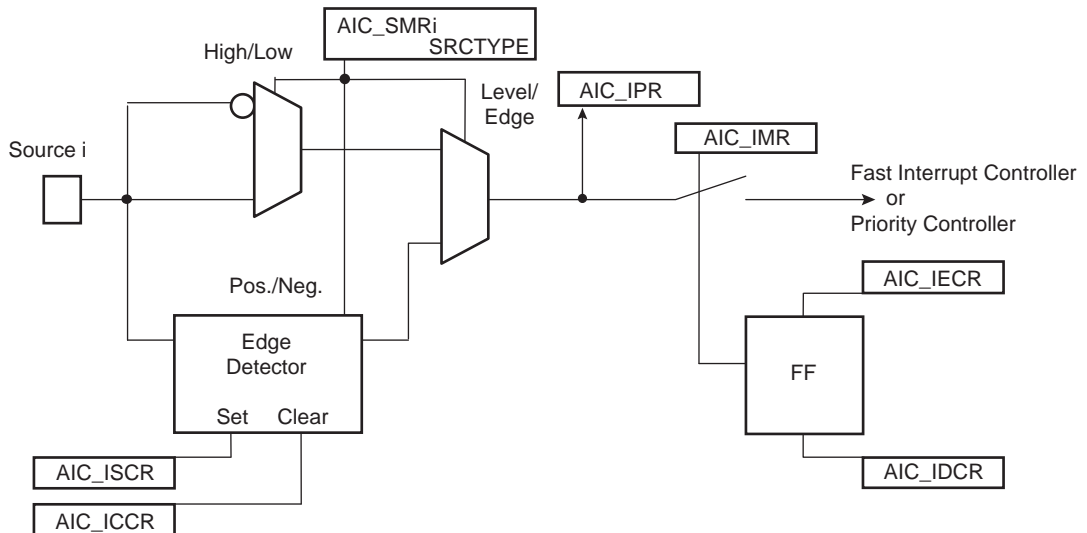 AIC_SMRi
SRCTYPE
High/Low
Level/
Edge
AIC_IPR
AIC_IMR
Source i
Fast Interrupt Controller
or
Priority Controller
Pos./Neg.
AIC_IECR
Edge
Detector
FF
Set Clear
AIC_ISCR
AIC_IDCR
AIC_ICCR